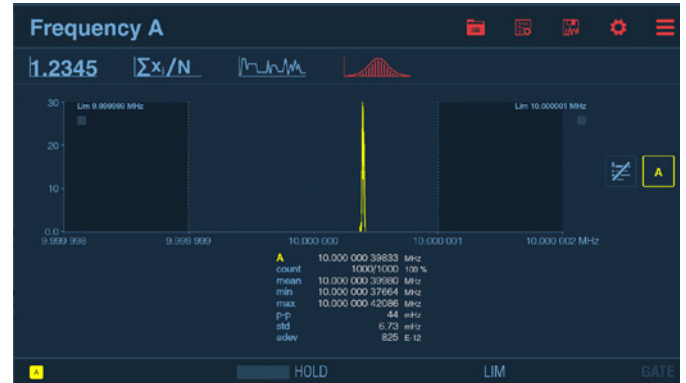 Frequency A
1.2345 Σxᵢ/N
30
Lim 9.999999 MHz
Lim 10.000001 MHz
20
10
0.0
9.999 998 9.999 999 10.000 000 10.000 001 10.000 002 MHz
A
A 10.000 000 39833 MHz
count 1000/1000 100 %
mean 10.000 000 39980 MHz
min 10.000 000 37664 MHz
max 10.000 000 42086 MHz
p-p 44 mHz
std 6.73 mHz
adev 825 E-12
A HOLD LIM GATE